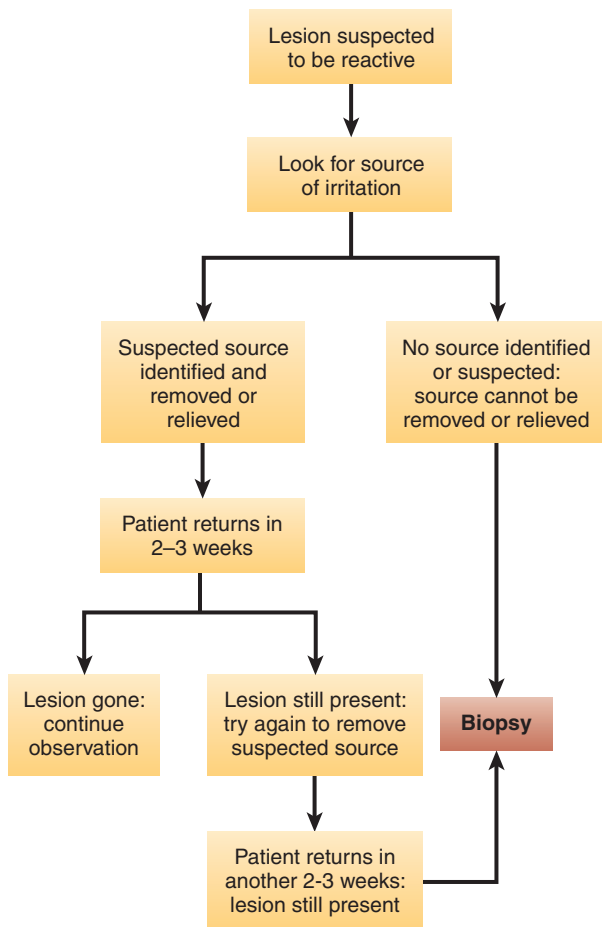 Lesion suspected
to be reactive
Look for source
of irritation
Suspected source
identified and
removed or
relieved
No source identified
or suspected:
source cannot be
removed or relieved
Patient returns in
2–3 weeks
Lesion gone:
continue
observation
Lesion still present:
try again to remove
suspected source
Biopsy
Patient returns in
another 2-3 weeks:
lesion still present